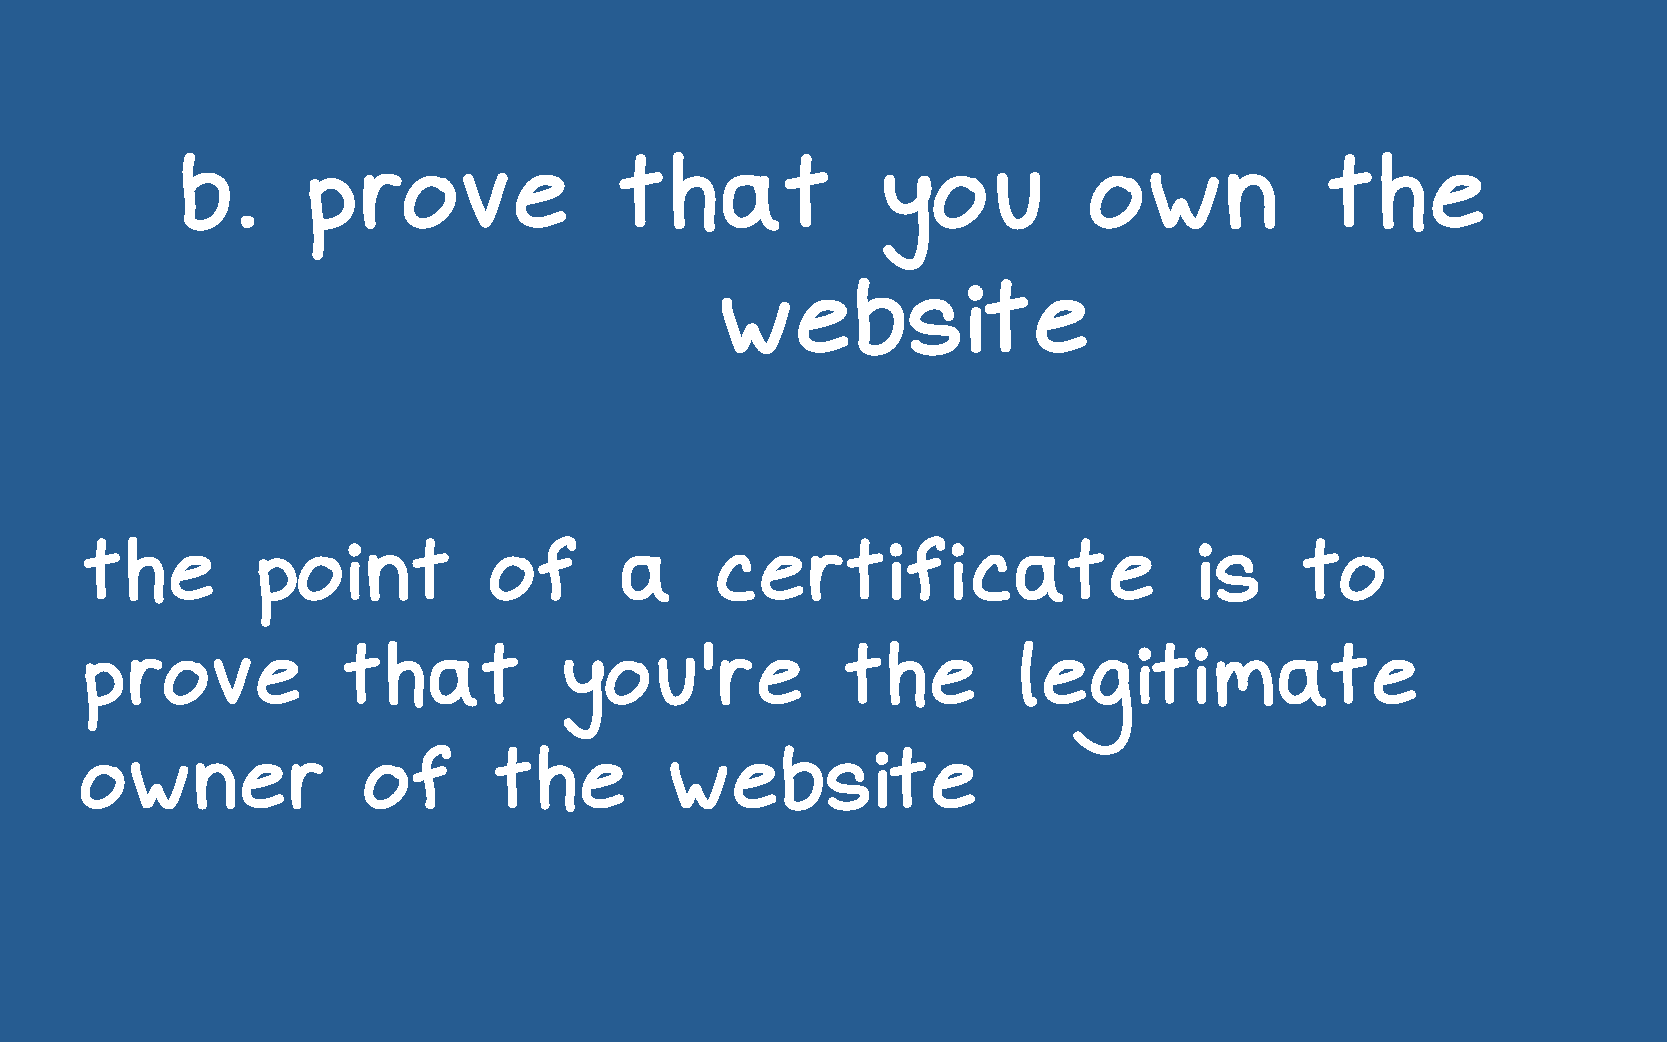 b. prove that you own the
website
the point of a certificate is to
prove that you're the legitimate
owner of the website